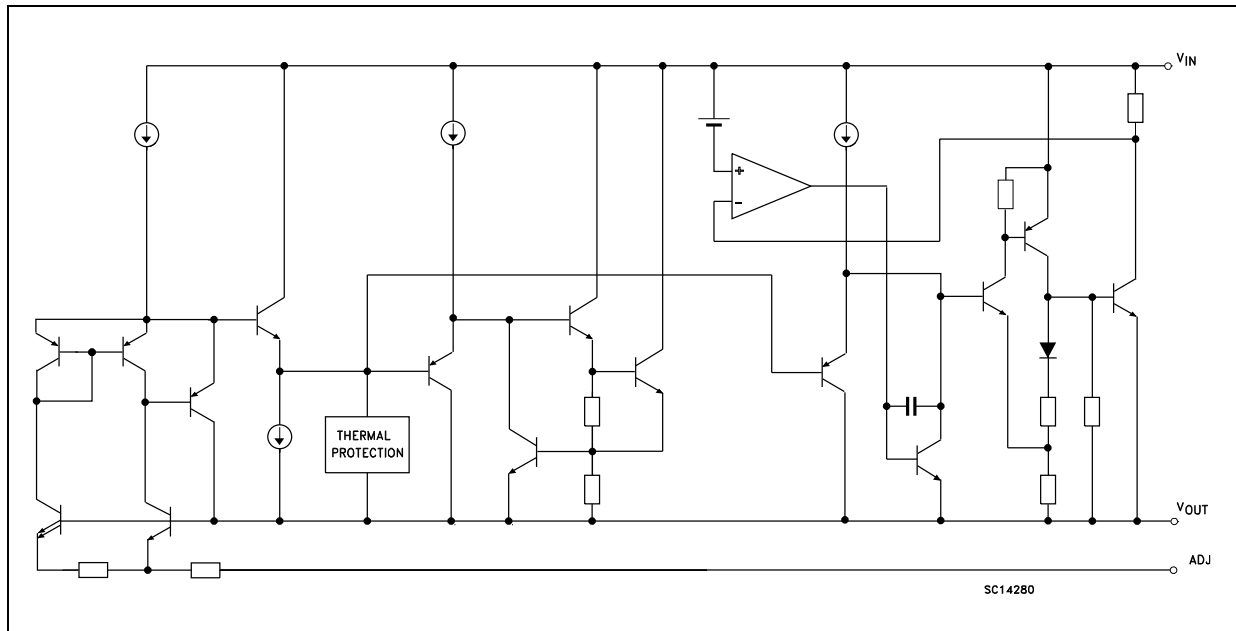 VIN
+
-
THERMAL
PROTECTION
VOUT
ADJ
SC14280